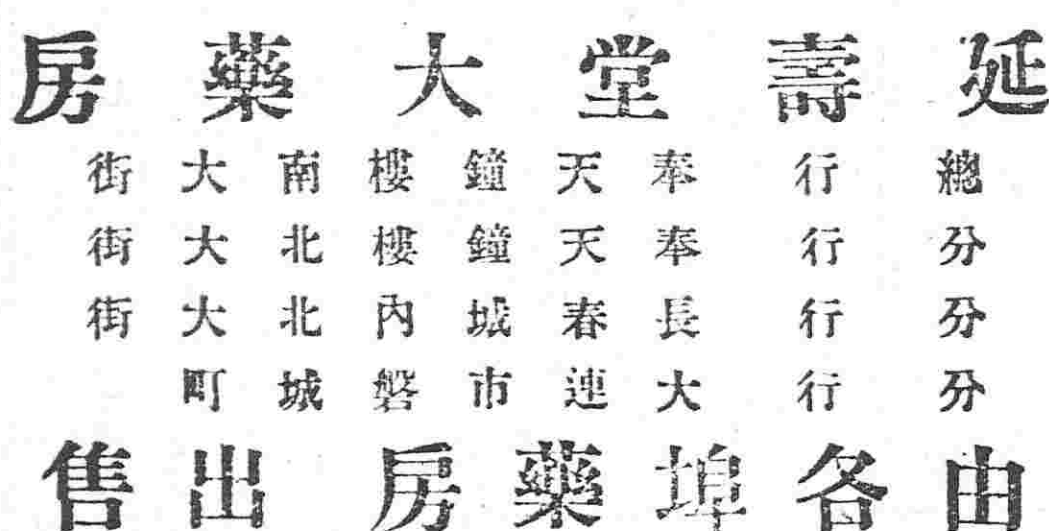 延壽堂大藥房
總行 奉天鐘樓南大街
分行 奉天鐘樓北大街
分行 長春城內北大街
分行 大連市磐城町
由各埠藥房出售